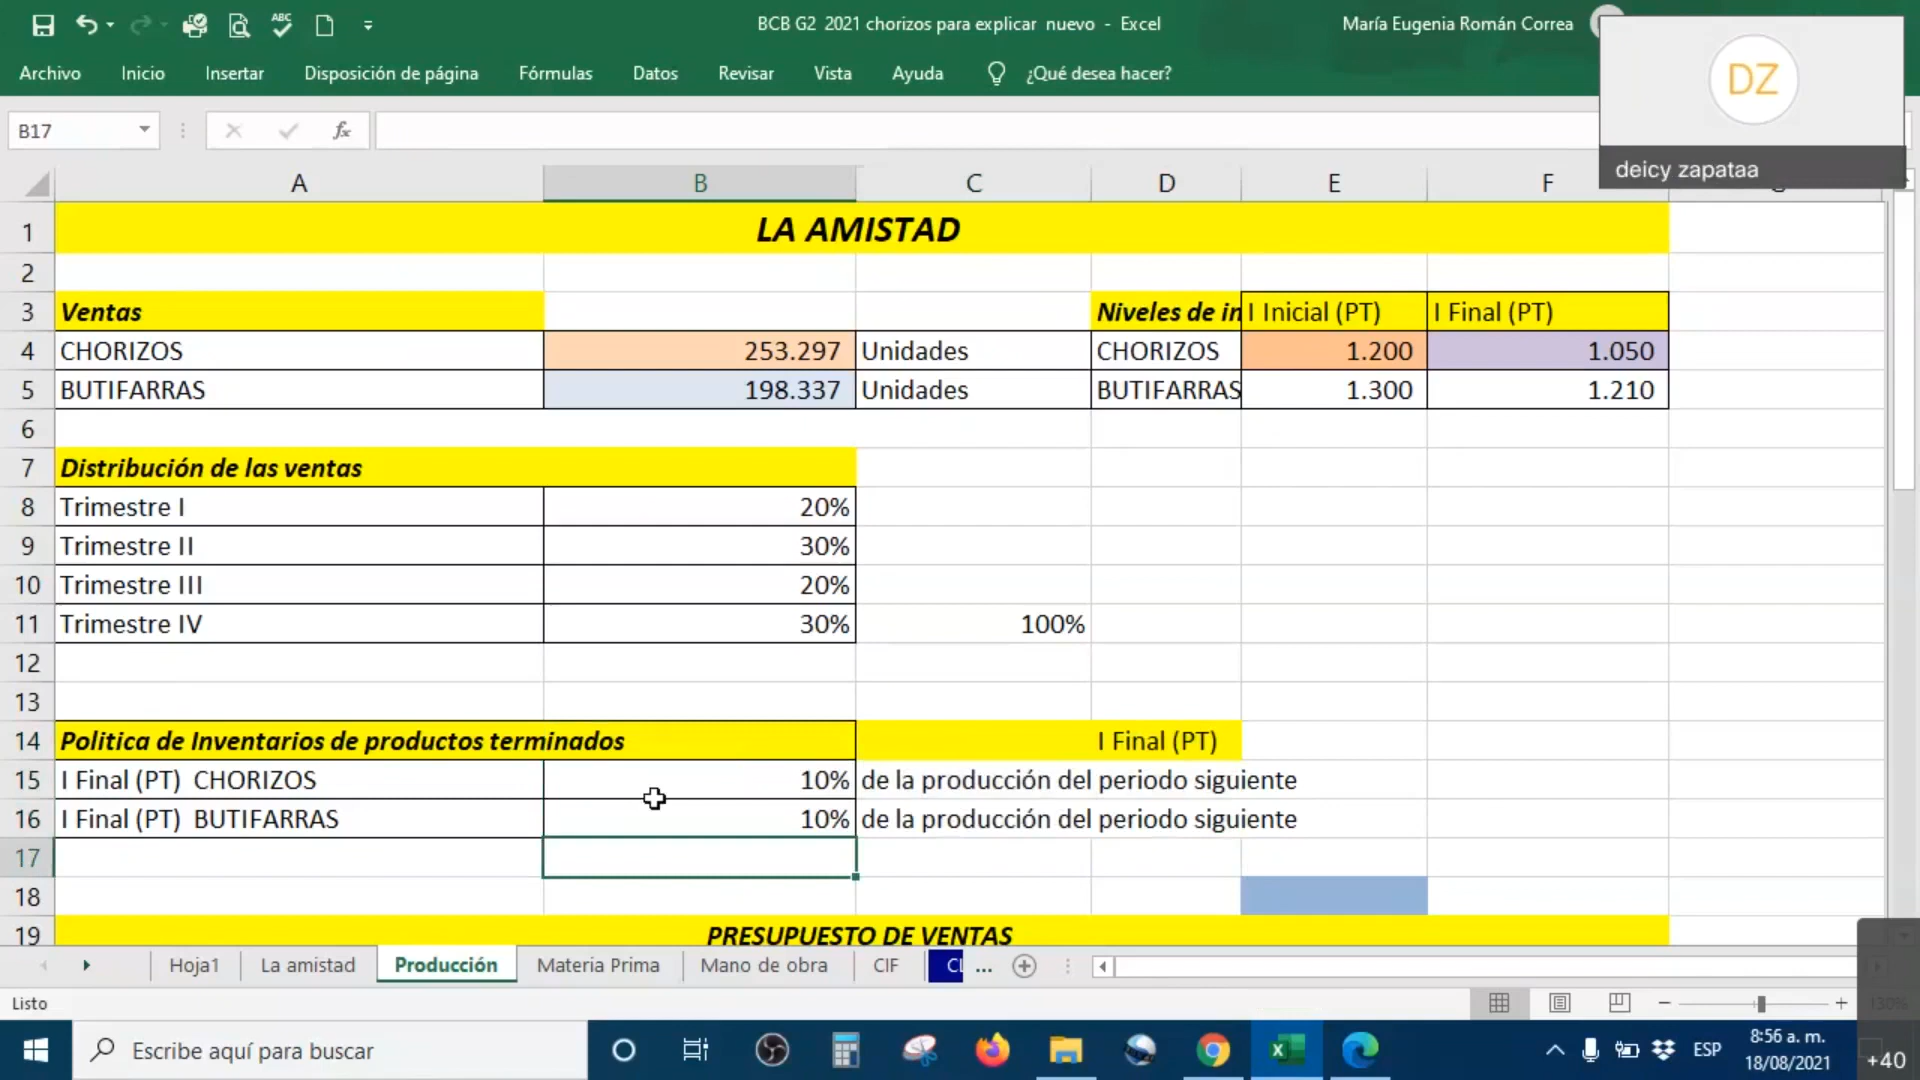 BCB G2 2021 chorizos para explicar nuevo - Excel
María Eugenia Román Correa
Archivo Inicio Insertar Disposición de página Fórmulas Datos Revisar Vista Ayuda ¿Qué desea hacer?
DZ
deicy zapataa
B17 fx
A B C D E F
1 LA AMISTAD
2
3 Ventas Niveles de in I Inicial (PT) I Final (PT)
4 CHORIZOS 253.297 Unidades CHORIZOS 1.200 1.050
5 BUTIFARRAS 198.337 Unidades BUTIFARRAS 1.300 1.210
6
7 Distribución de las ventas
8 Trimestre I 20%
9 Trimestre II 30%
10 Trimestre III 20%
11 Trimestre IV 30% 100%
12
13
14 Politica de Inventarios de productos terminados I Final (PT)
15 I Final (PT) CHORIZOS 10% de la producción del periodo siguiente
16 I Final (PT) BUTIFARRAS 10% de la producción del periodo siguiente
17
18
19 PRESUPUESTO DE VENTAS
Hoja1 La amistad Producción Materia Prima Mano de obra CIF ...
Listo
Escribe aquí para buscar
ESP
8:56 a. m.
18/08/2021
+40